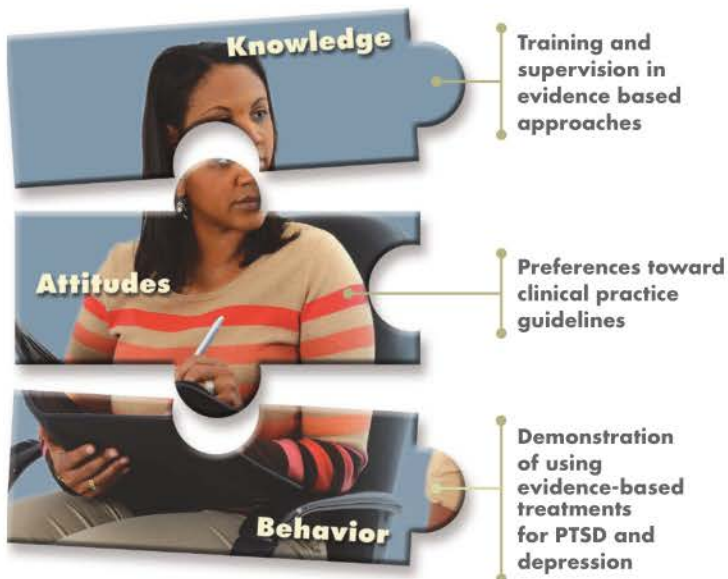 Knowledge
Training and
supervision in
evidence based
approaches
Attitudes
Preferences toward
clinical practice
guidelines
Behavior
Demonstration
of using
evidence-based
treatments
for PTSD and
depression